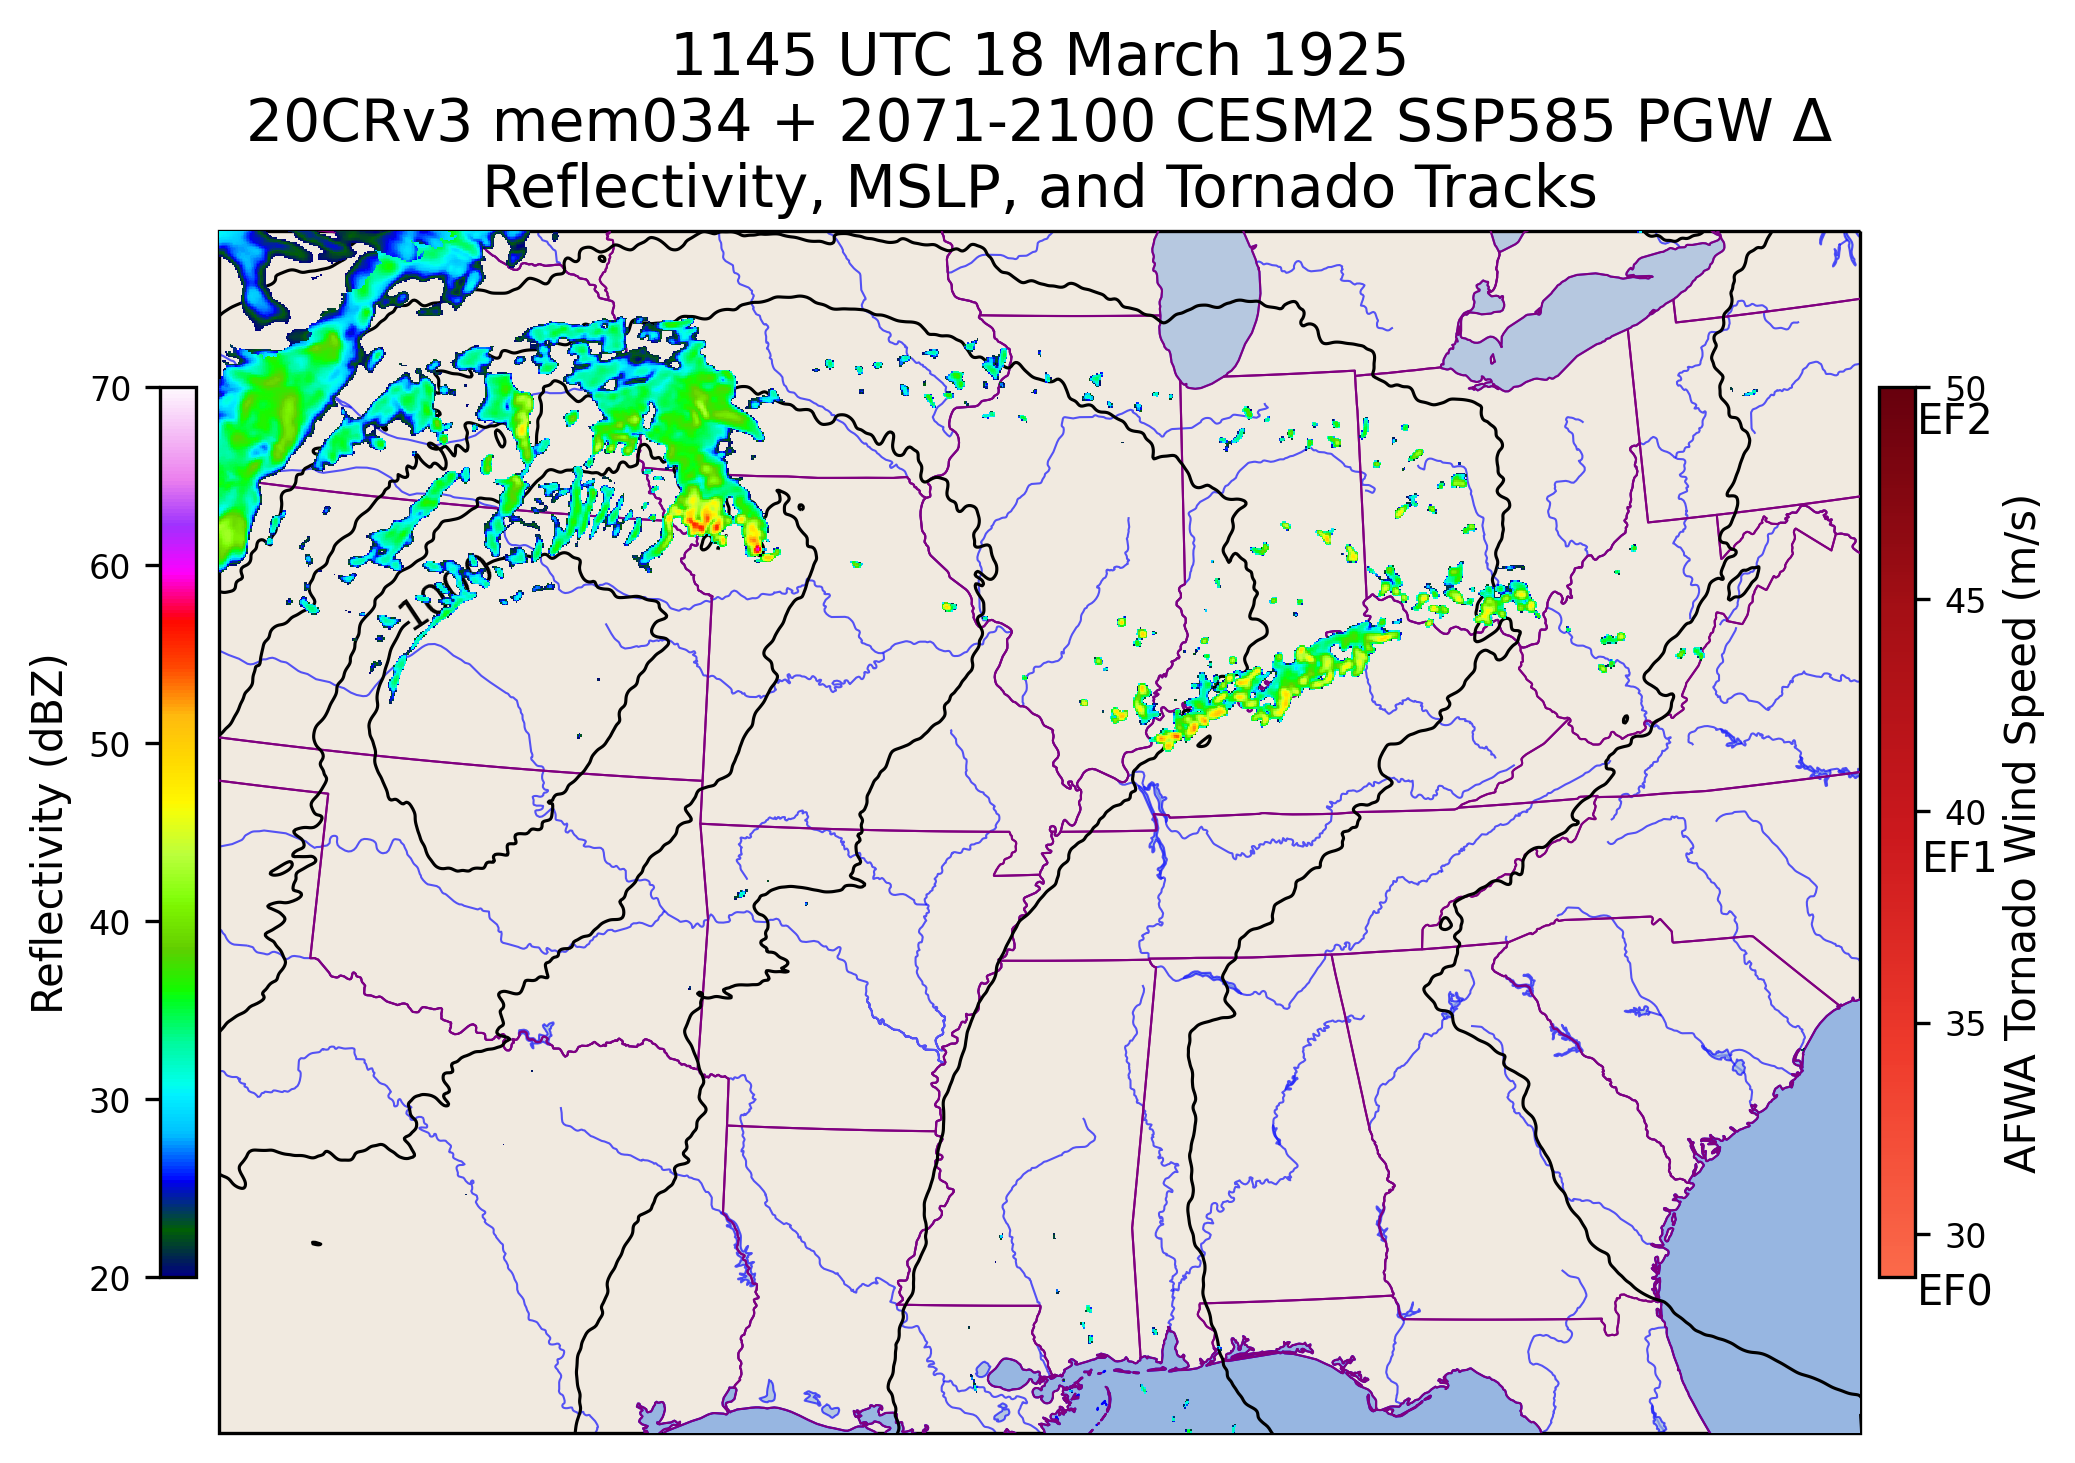 1145 UTC 18 March 1925
20CRv3 mem034 + 2071-2100 CESM2 SSP585 PGW Δ
Reflectivity, MSLP, and Tornado Tracks
Reflectivity (dBZ)
70
60
50
40
30
20
1000
50
EF2
45
40
EF1
35
30
EF0
AFWA Tornado Wind Speed (m/s)